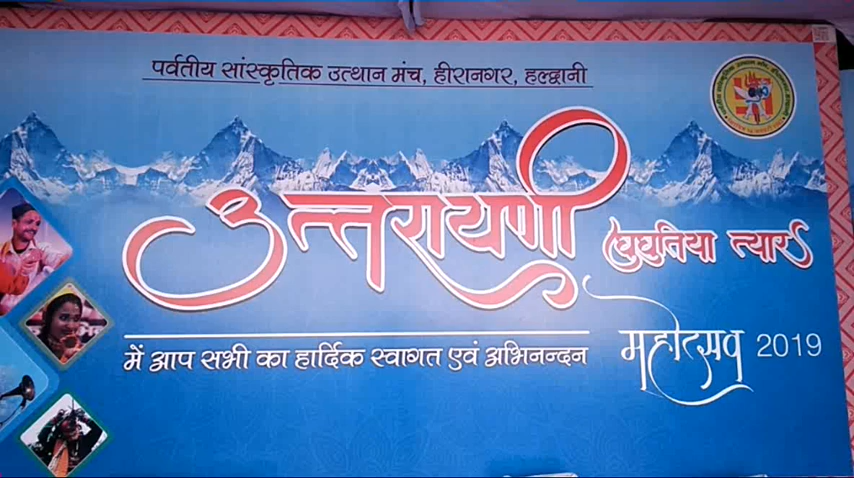 पर्वतीय सांस्कृतिक उत्थान मंच, हीरानगर, हल्द्वानी
उत्तरायणी
घुघुतिया त्यार
महोत्सव 2019
में आप सभी का हार्दिक स्वागत एवं अभिनन्दन